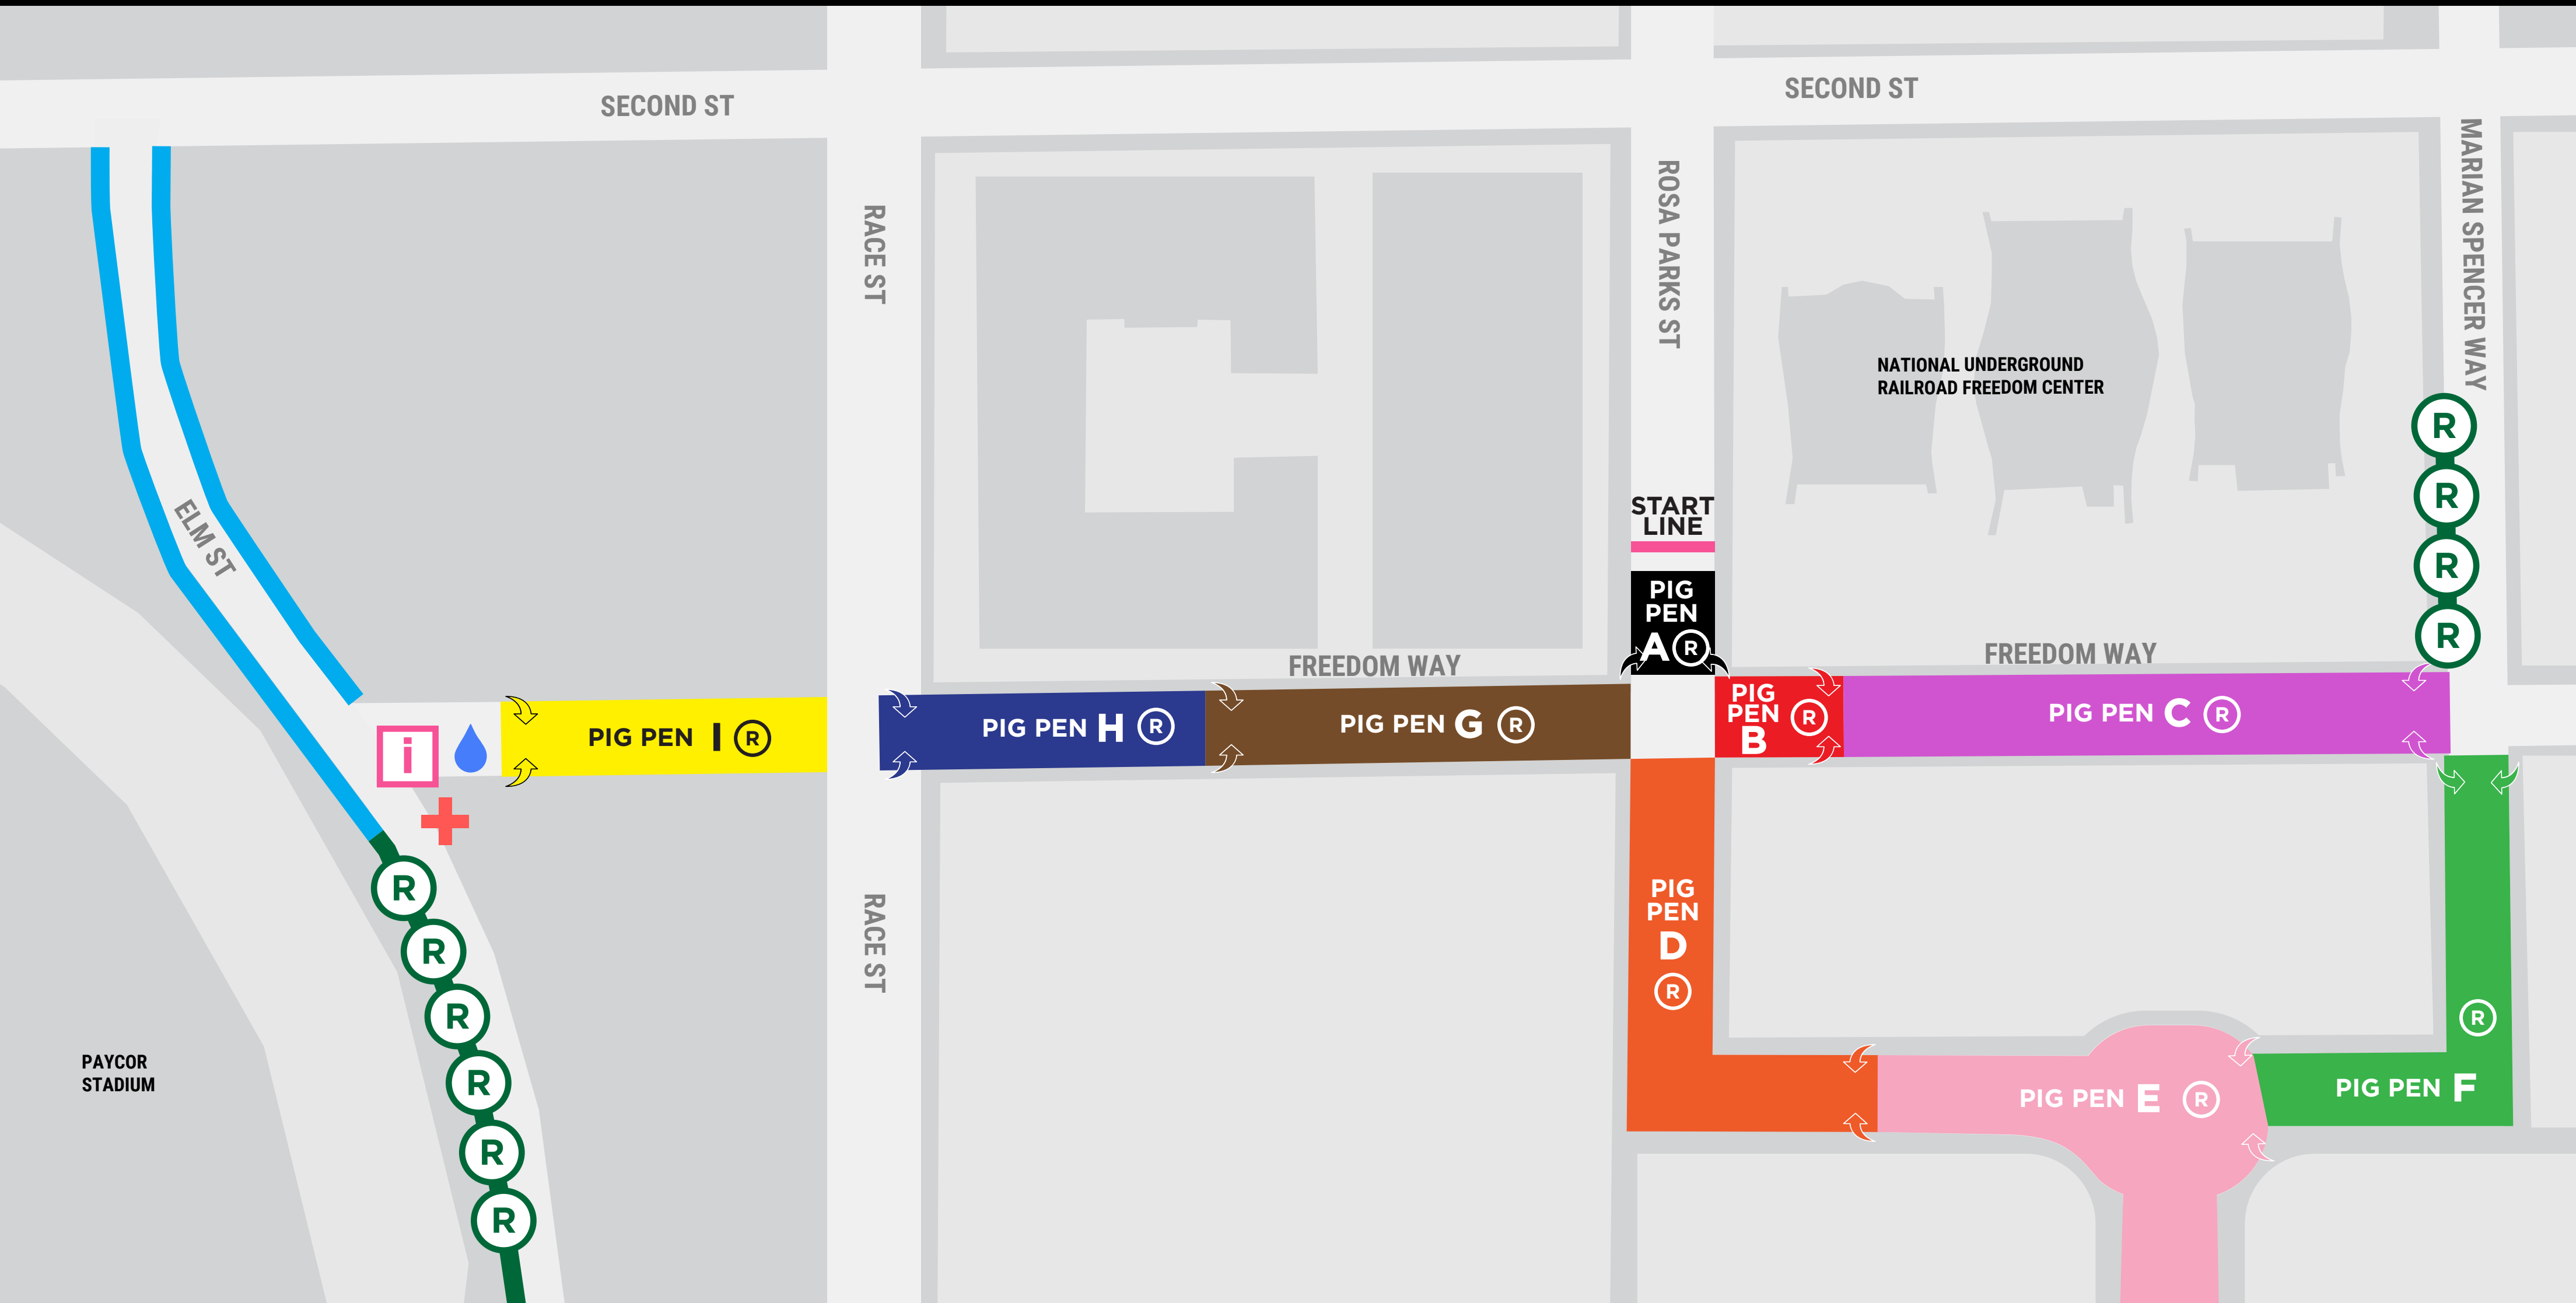 SECOND ST
SECOND ST
MARIAN SPENCER WAY
RACE ST
ROSA PARKS ST
NATIONAL UNDERGROUND
RAILROAD FREEDOM CENTER
R
R
R
R
START
LINE
ELM ST
PIG
PEN
A R
FREEDOM WAY
FREEDOM WAY
i
PIG PEN I R
PIG PEN H R
PIG PEN G R
PIG
PEN
B
R
PIG PEN C R
R
R
R
R
R
R
RACE ST
PIG
PEN
D
R
PAYCOR
STADIUM
PIG PEN E R
R
PIG PEN F